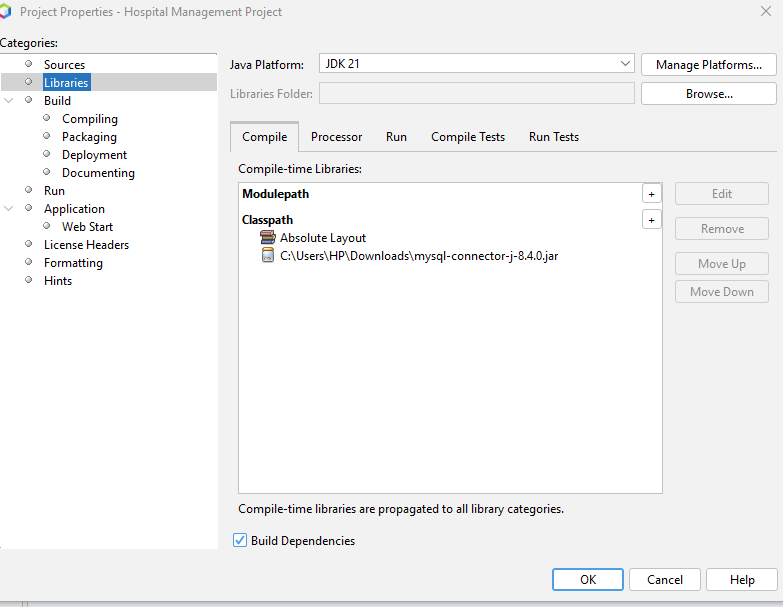 Project Properties - Hospital Management Project
Categories:
Sources
Libraries
Build
Compiling
Packaging
Deployment
Documenting
Run
Application
Web Start
License Headers
Formatting
Hints
Java Platform: JDK 21 Manage Platforms...
Libraries Folder: Browse...
Compile Processor Run Compile Tests Run Tests
Compile-time Libraries:
Modulepath + Edit
Classpath + Remove
Absolute Layout
C:\Users\HP\Downloads\mysql-connector-j-8.4.0.jar Move Up
Move Down
Compile-time libraries are propagated to all library categories.
Build Dependencies
OK Cancel Help